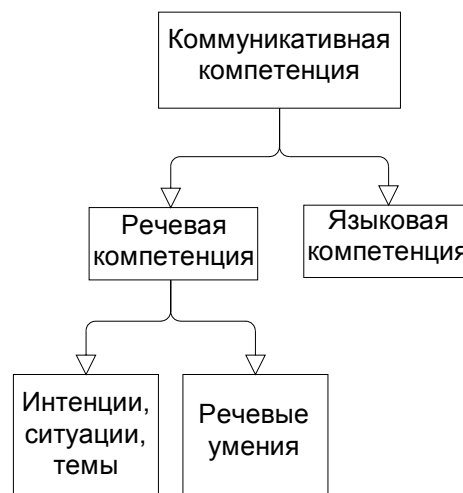 Коммуникативная
компетенция
Речевая
компетенция
Языковая
компетенция
Интенции,
ситуации,
темы
Речевые
умения